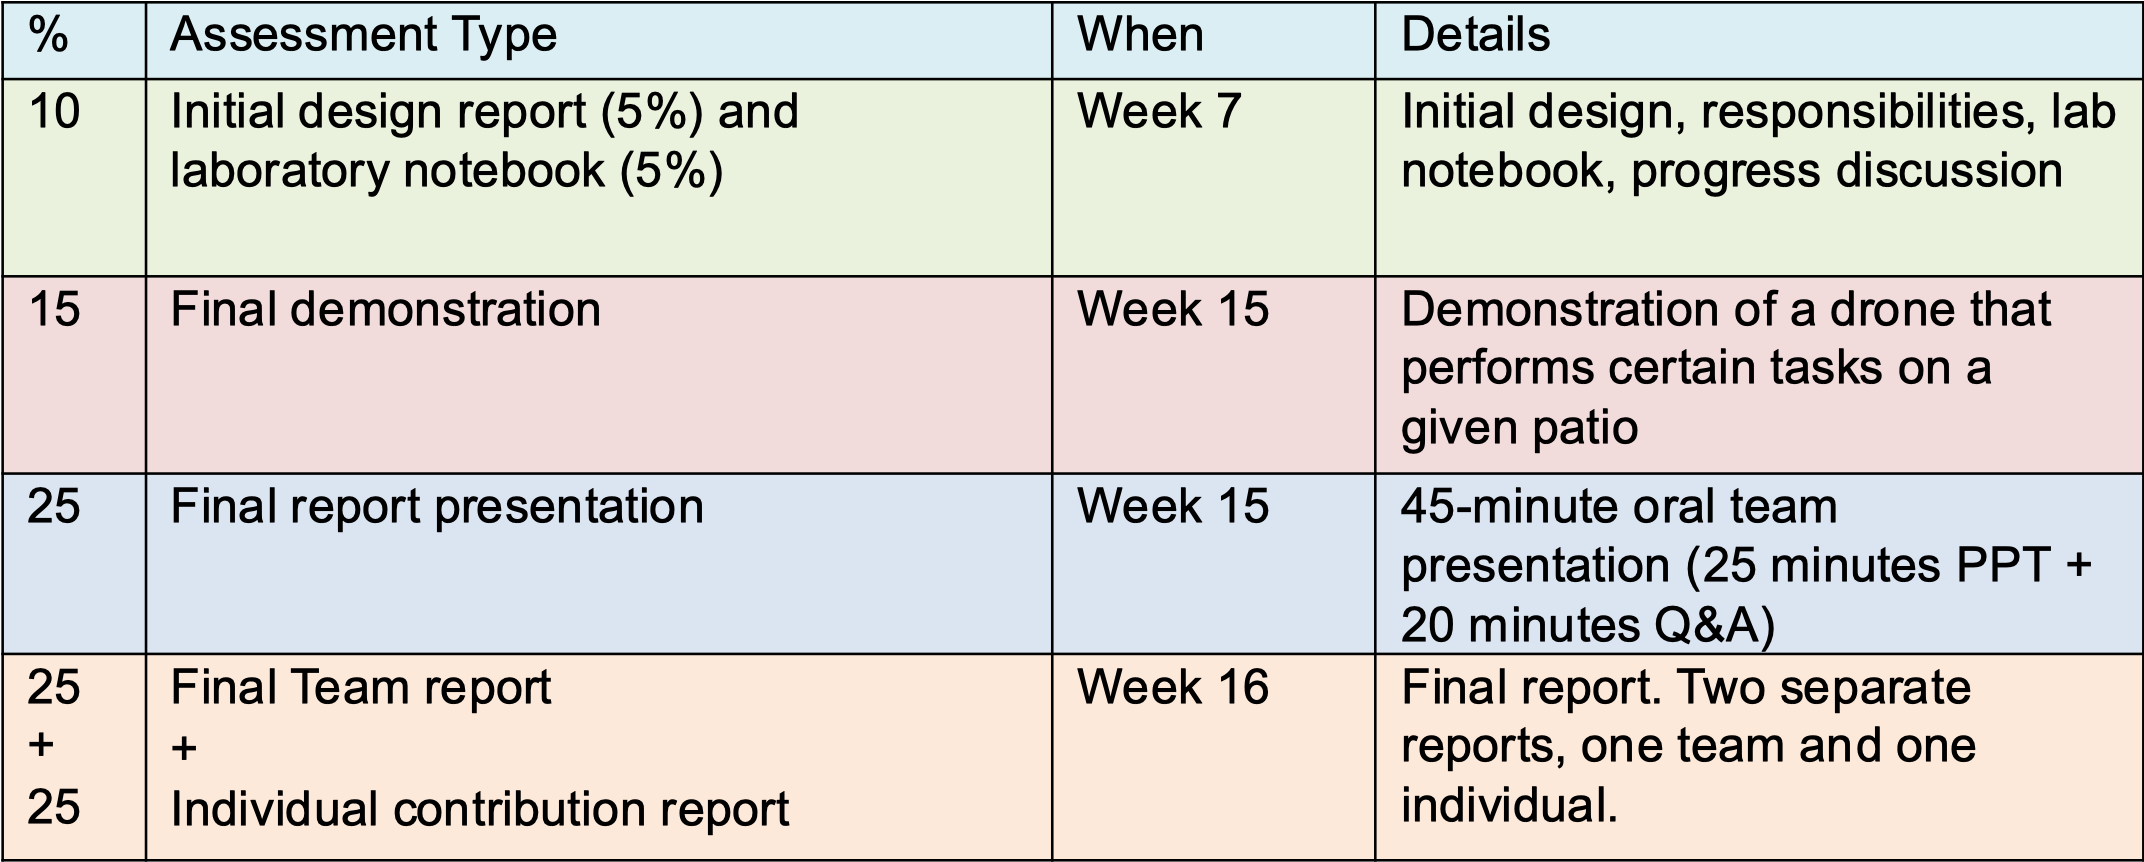 % Assessment Type When Details
10 Initial design report (5%) and Week 7 Initial design, responsibilities, lab
laboratory notebook (5%) notebook, progress discussion
15 Final demonstration Week 15 Demonstration of a drone that
performs certain tasks on a
given patio
25 Final report presentation Week 15 45-minute oral team
presentation (25 minutes PPT +
20 minutes Q&A)
25 Final Team report Week 16 Final report. Two separate
+ + reports, one team and one
25 Individual contribution report individual.